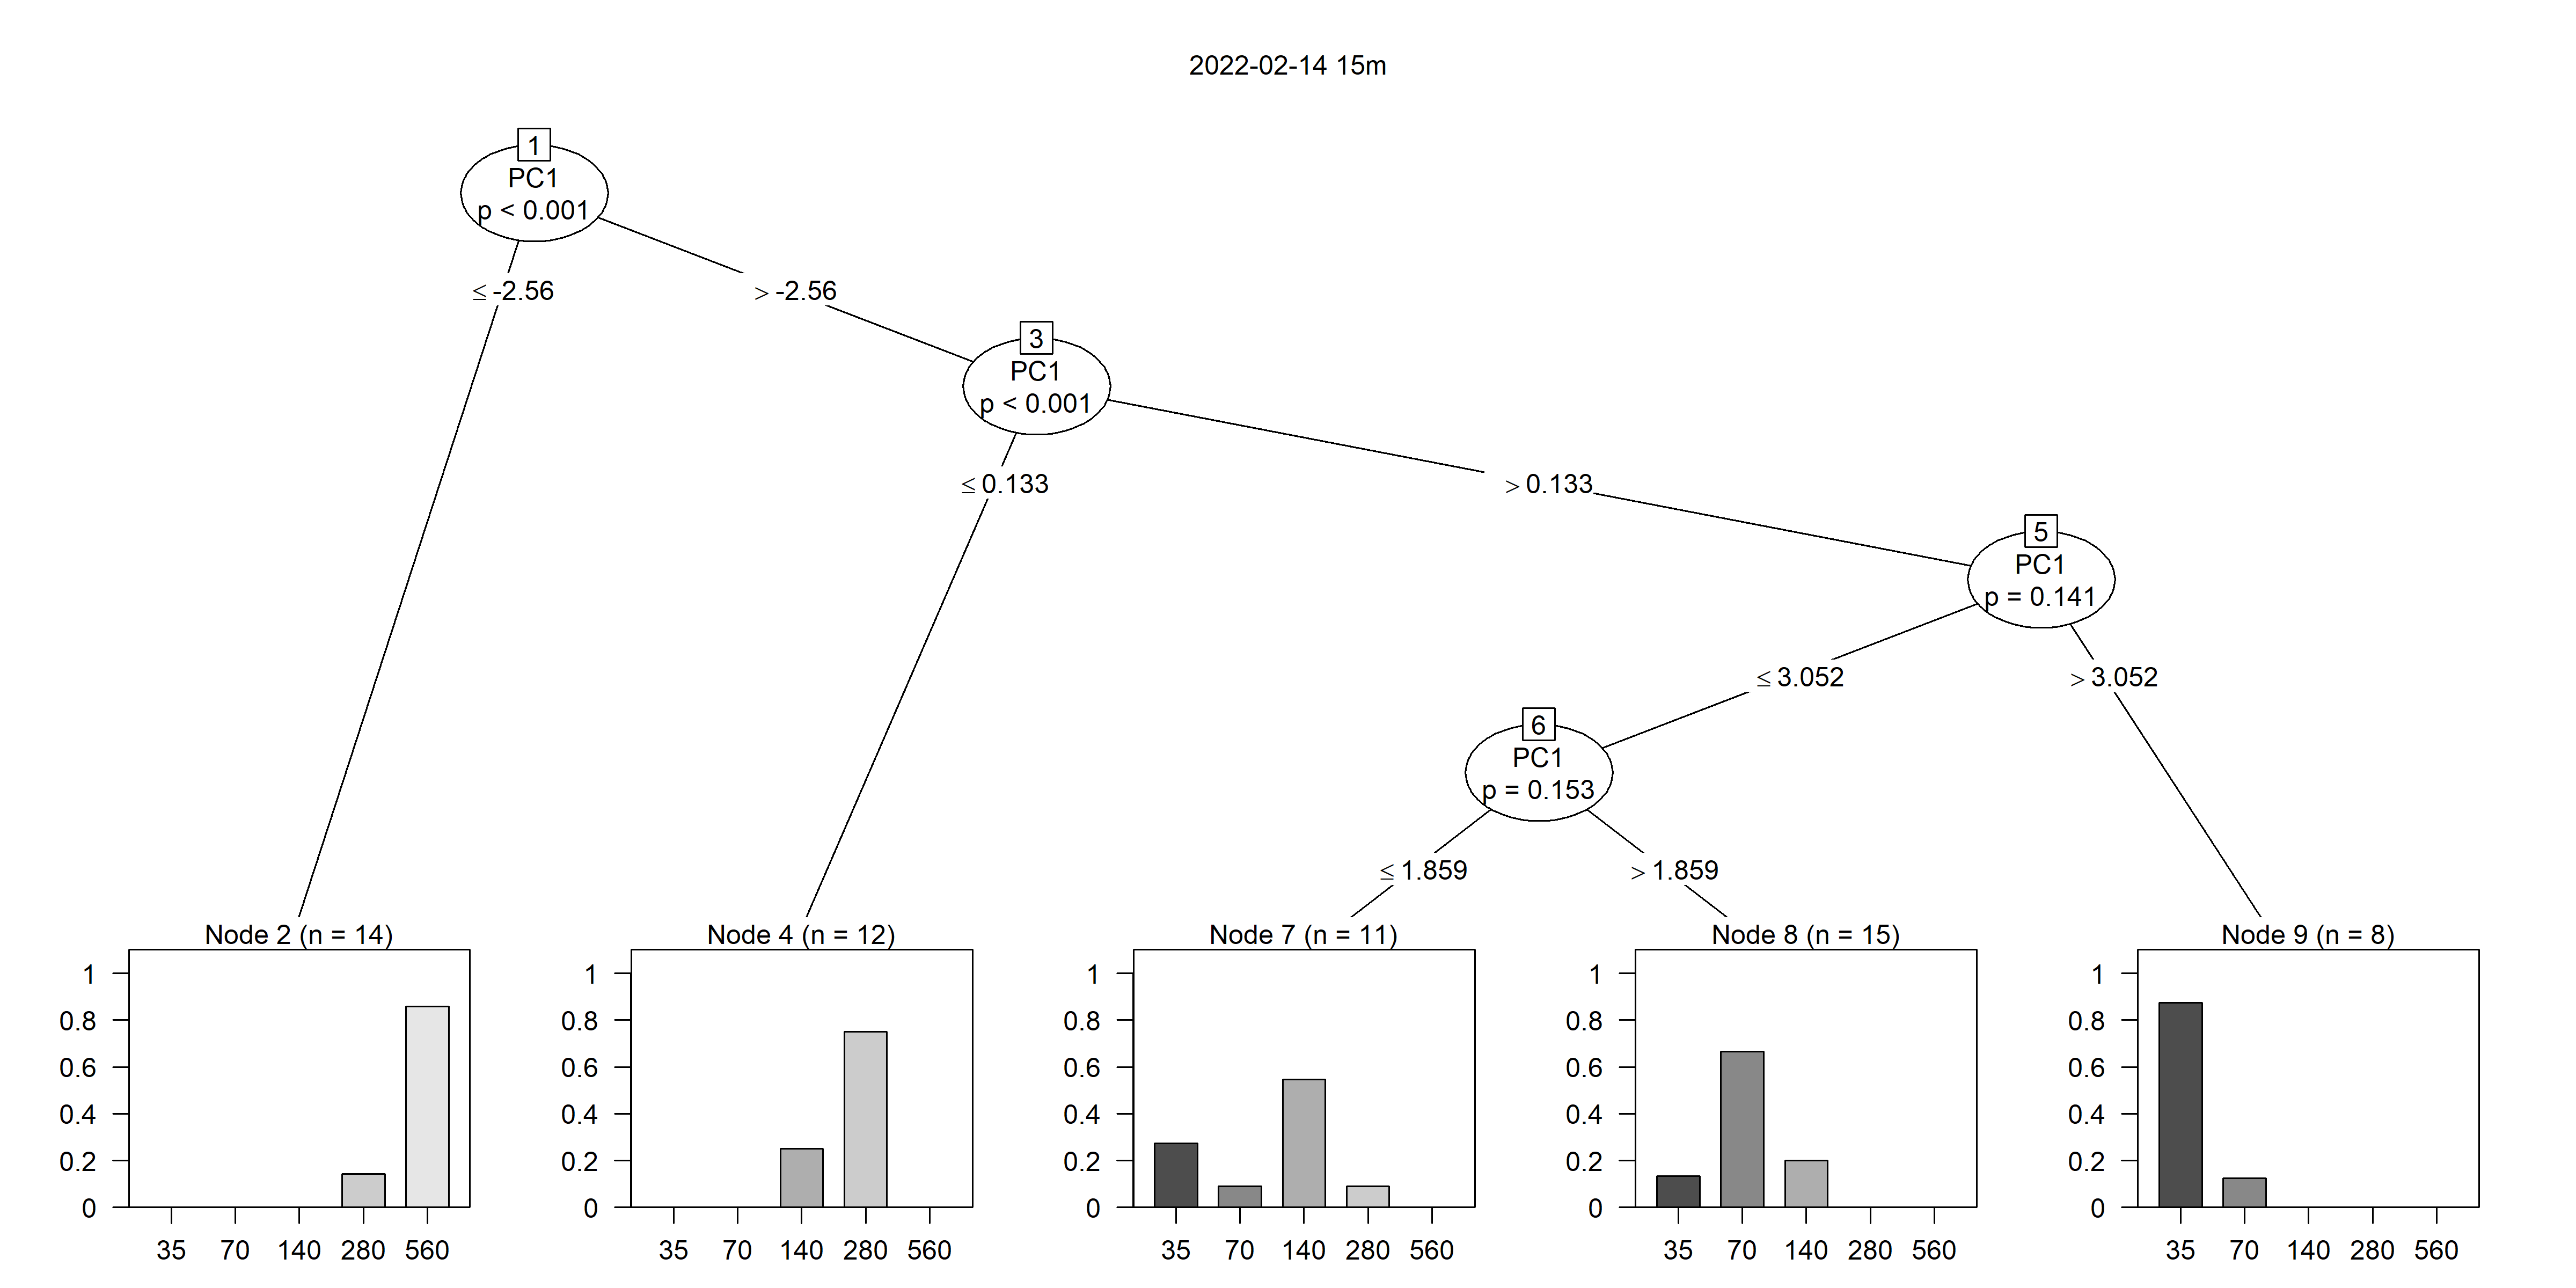 2022-02-14 15m
1
PC1
p < 0.001
≤ -2.56
> -2.56
3
PC1
p < 0.001
≤ 0.133
> 0.133
5
PC1
p = 0.141
≤ 3.052
> 3.052
6
PC1
p = 0.153
≤ 1.859
> 1.859
Node 2 (n = 14)
1
0.8
0.6
0.4
0.2
0
35 70 140 280 560
Node 4 (n = 12)
1
0.8
0.6
0.4
0.2
0
35 70 140 280 560
Node 7 (n = 11)
1
0.8
0.6
0.4
0.2
0
35 70 140 280 560
Node 8 (n = 15)
1
0.8
0.6
0.4
0.2
0
35 70 140 280 560
Node 9 (n = 8)
1
0.8
0.6
0.4
0.2
0
35 70 140 280 560